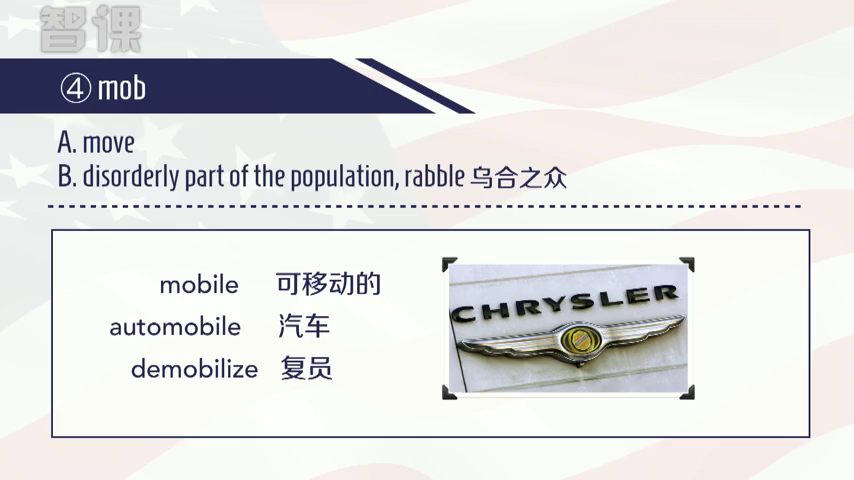 智课
④ mob
A. move
B. disorderly part of the population, rabble 乌合之众
mobile 可移动的
automobile 汽车
demobilize 复员
CHRYSLER